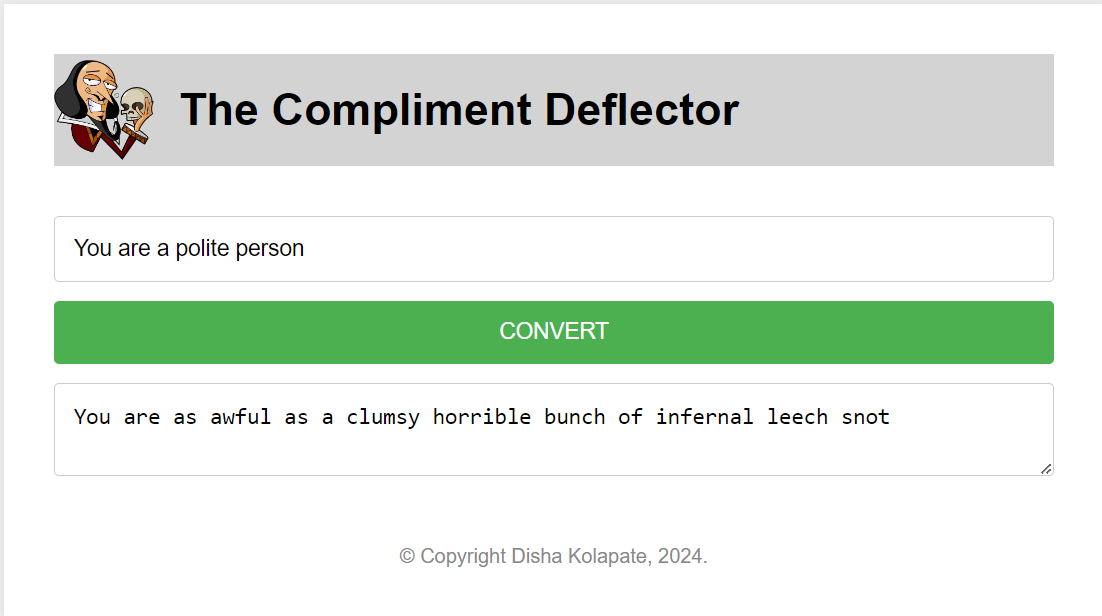 The Compliment Deflector
You are a polite person
CONVERT
You are as awful as a clumsy horrible bunch of infernal leech snot
© Copyright Disha Kolapate, 2024.